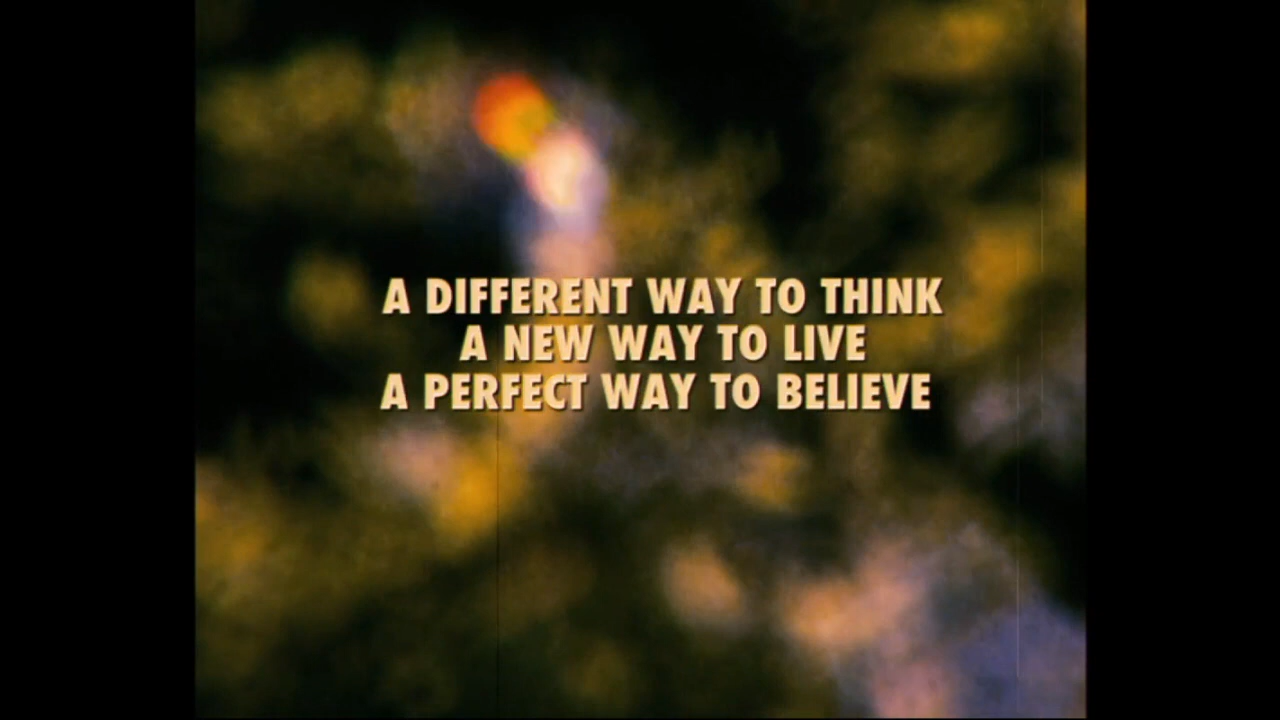 A DIFFERENT WAY TO THINK
A NEW WAY TO LIVE
A PERFECT WAY TO BELIEVE